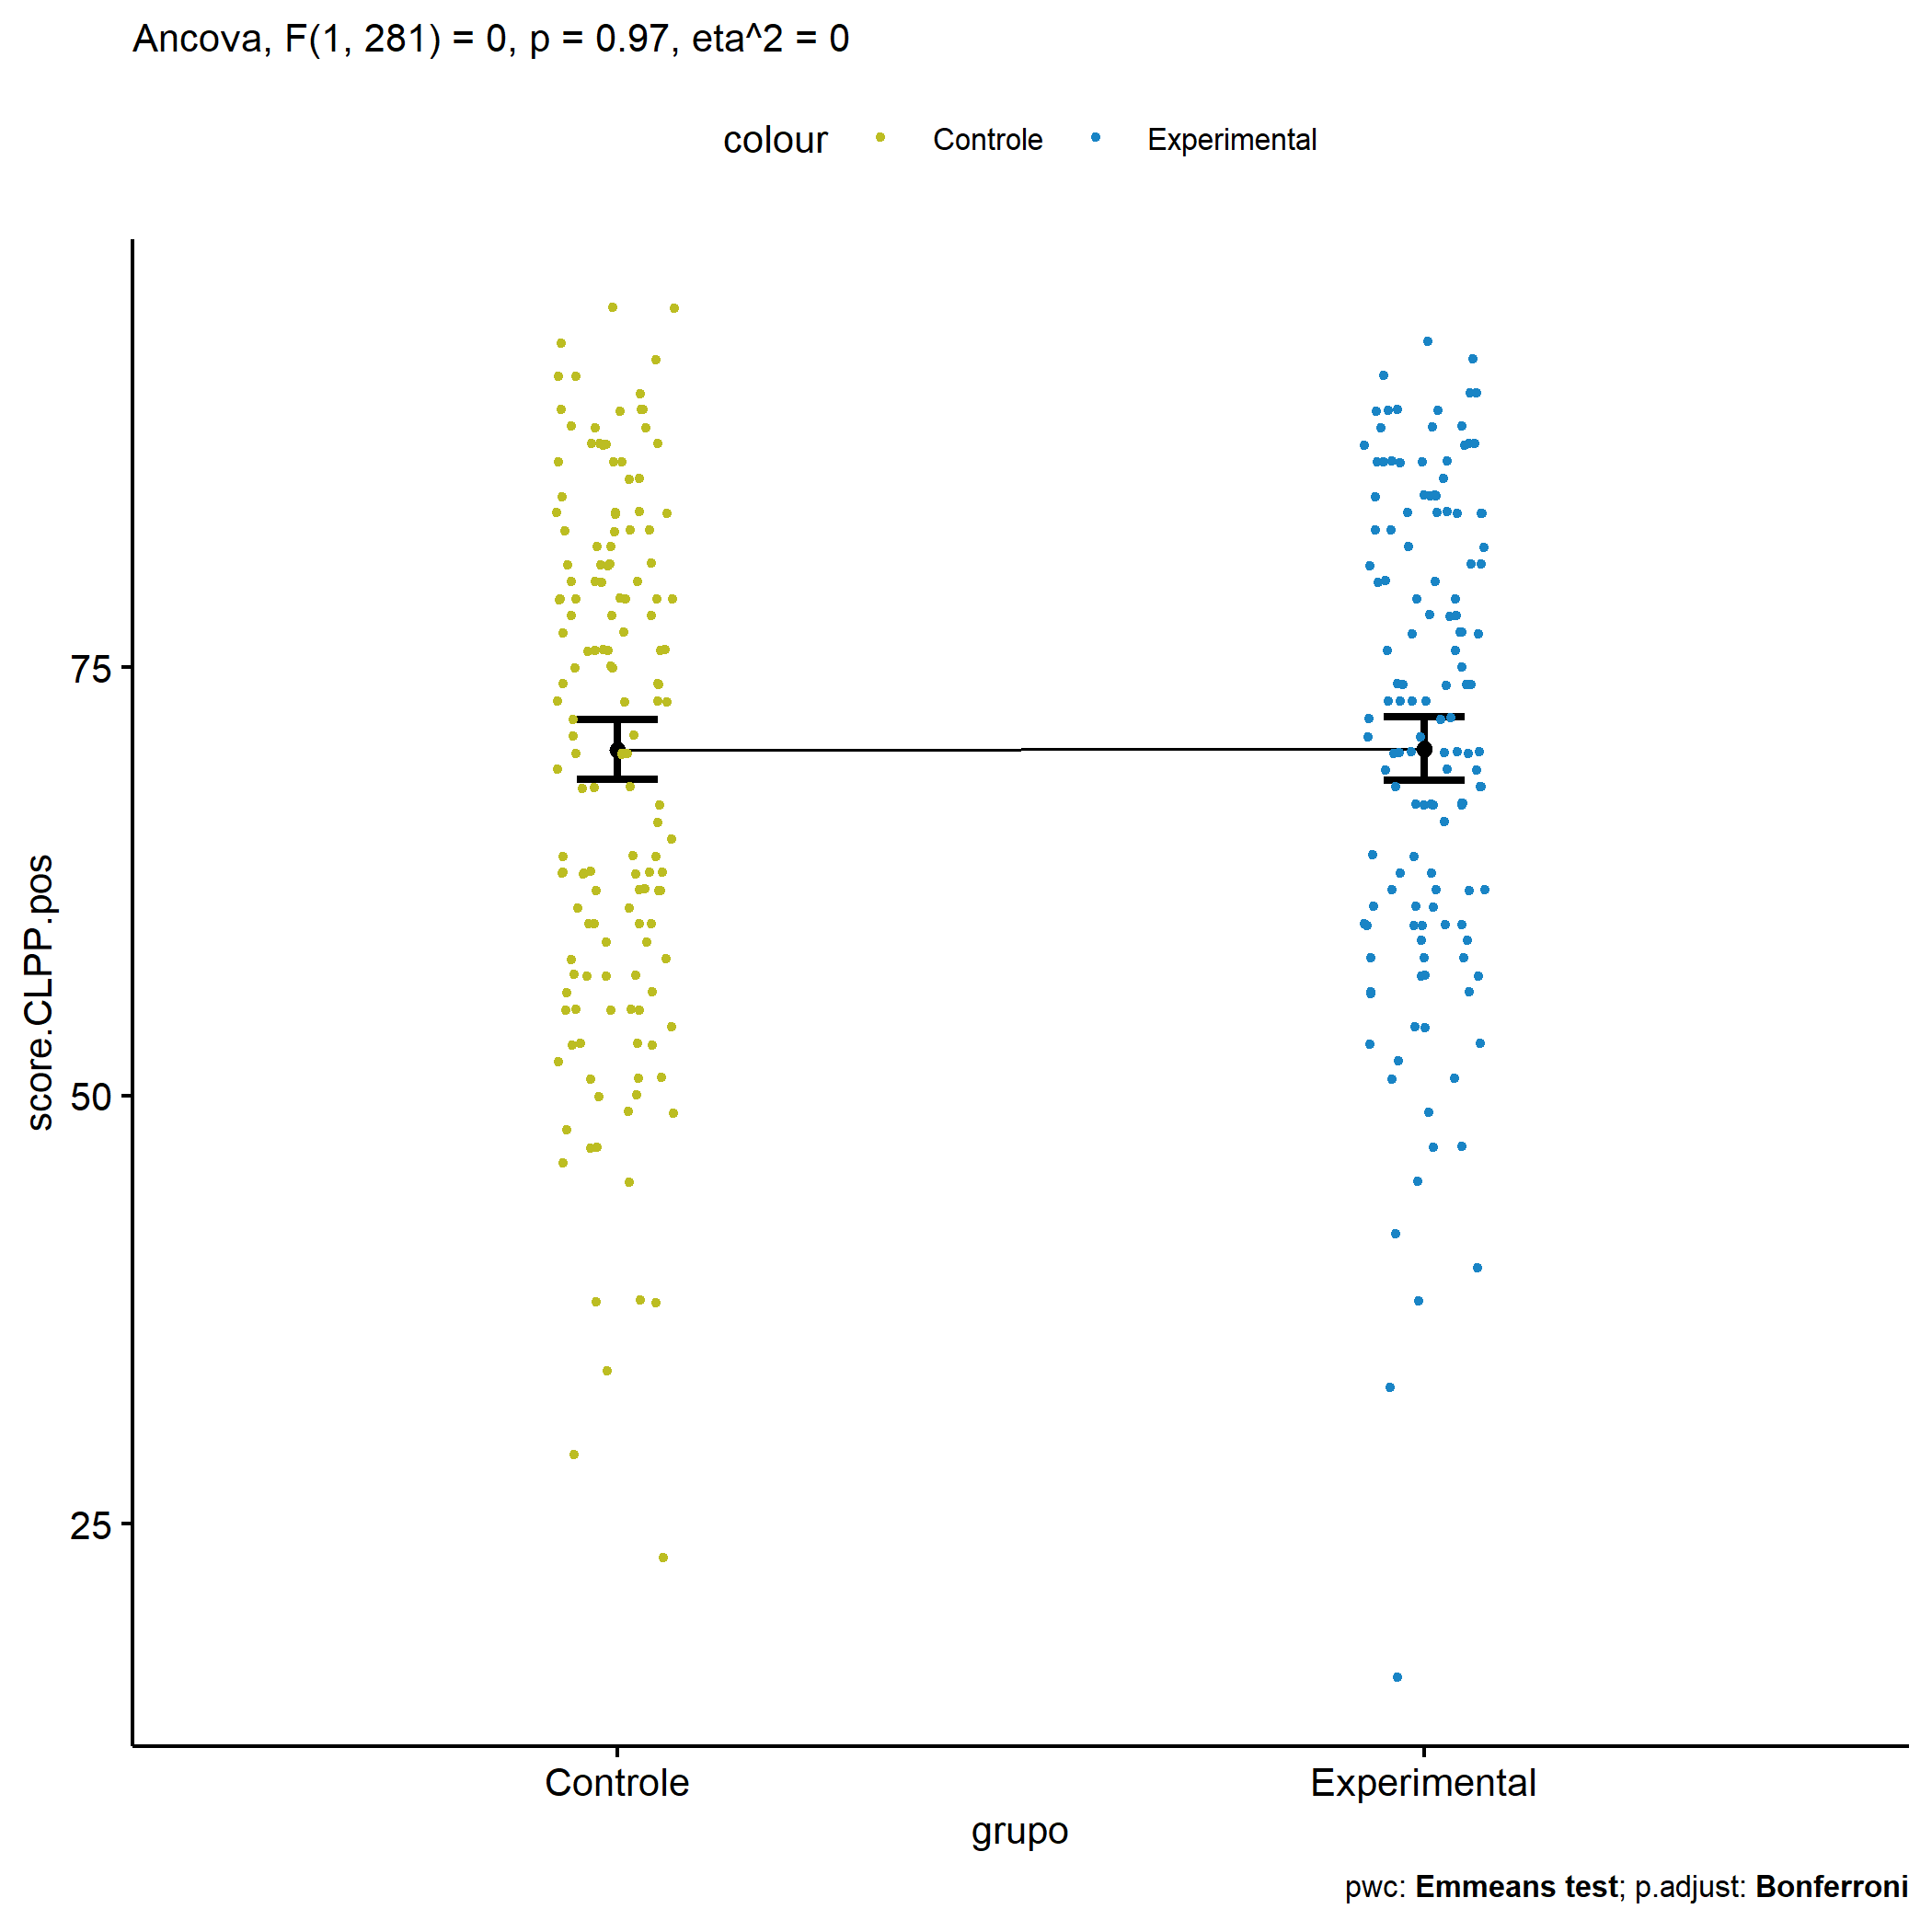 Ancova, F(1, 281) = 0, p = 0.97, eta^2 = 0
colour Controle Experimental
score.CLPP.pos
75
50
25
Controle Experimental
grupo
pwc: Emmeans test; p.adjust: Bonferroni